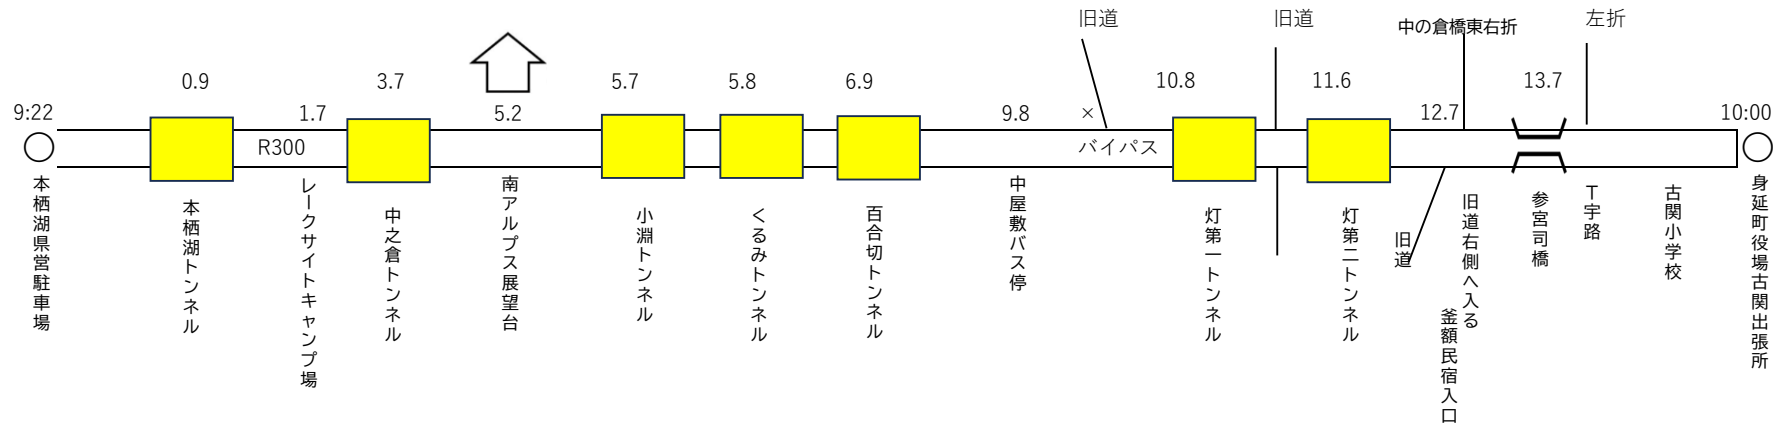 旧道
旧道
中の倉橋東右折
左折
0.9
3.7
5.7
5.8
6.9
10.8
11.6
13.7
9:22
1.7
5.2
9.8
×
12.7
10:00
R300
バイパス
本栖湖県営駐車場
本栖湖トンネル
レークサイトキャンプ場
中之倉トンネル
南アルプス展望台
小淵トンネル
くるみトンネル
百合切トンネル
中屋敷バス停
灯第一トンネル
灯第二トンネル
旧道
旧道右側へ入る
釜額民宿入口
参宮司橋
T宇路
古関小学校
身延町役場古関出張所